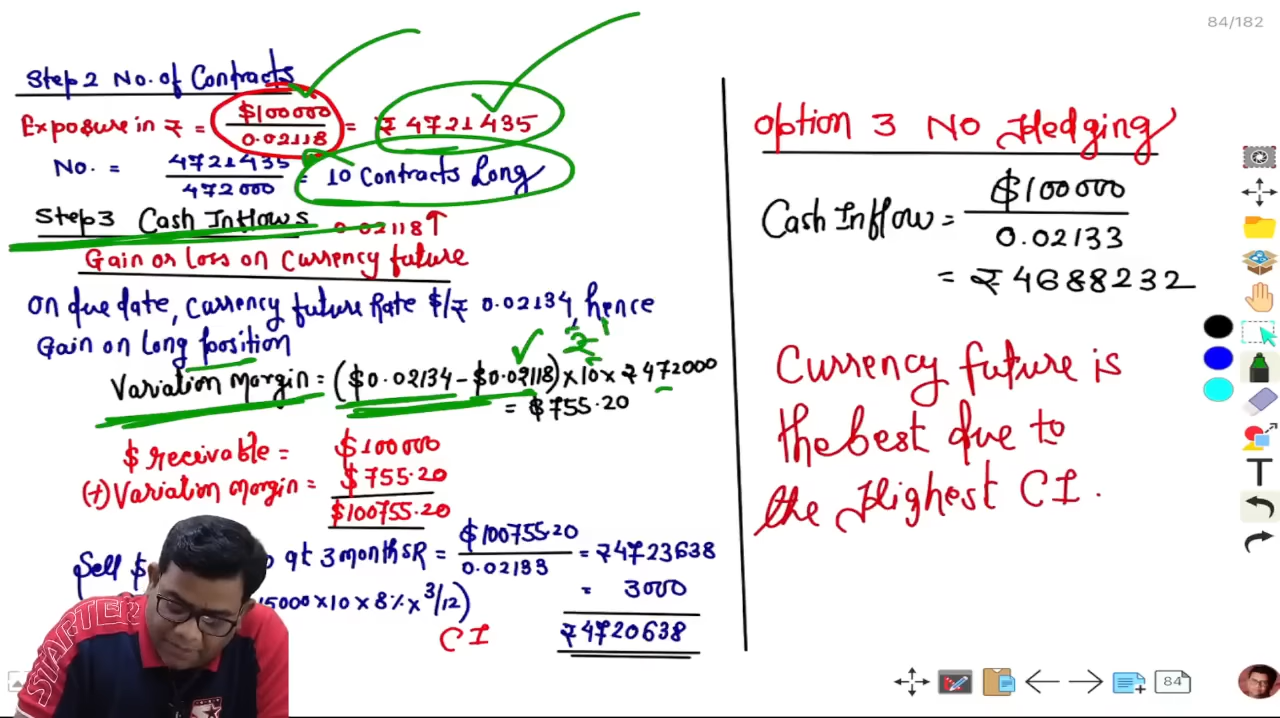 84/182
Step 2 No. of Contracts
Exposure in ₹ = $100000 / 0.02118 = ₹ 4721435
No. = 4721435 / 472000 = 10 Contracts Long
Step 3 Cash Inflows 0.02118↑
Gain or Loss on Currency future
On due date, Currency future Rate $/₹ 0.02134, hence
Gain on Long position
Variation Margin = ($0.02134 - $0.02118) × 10 × ₹ 472000
= $755.20
$ receivable = $100000
(+) Variation Margin = $755.20
$100755.20
Sell $ at 3 months SR = $100755.20 / 0.02133 = ₹4723638
5000 × 10 × 8% × 3/12) = 3000
CI ₹4720638
Option 3 No Hedging
Cash Inflow = $100000 / 0.02133
= ₹4688232
Currency future is
the best due to
the Highest CI.
STARTER
84